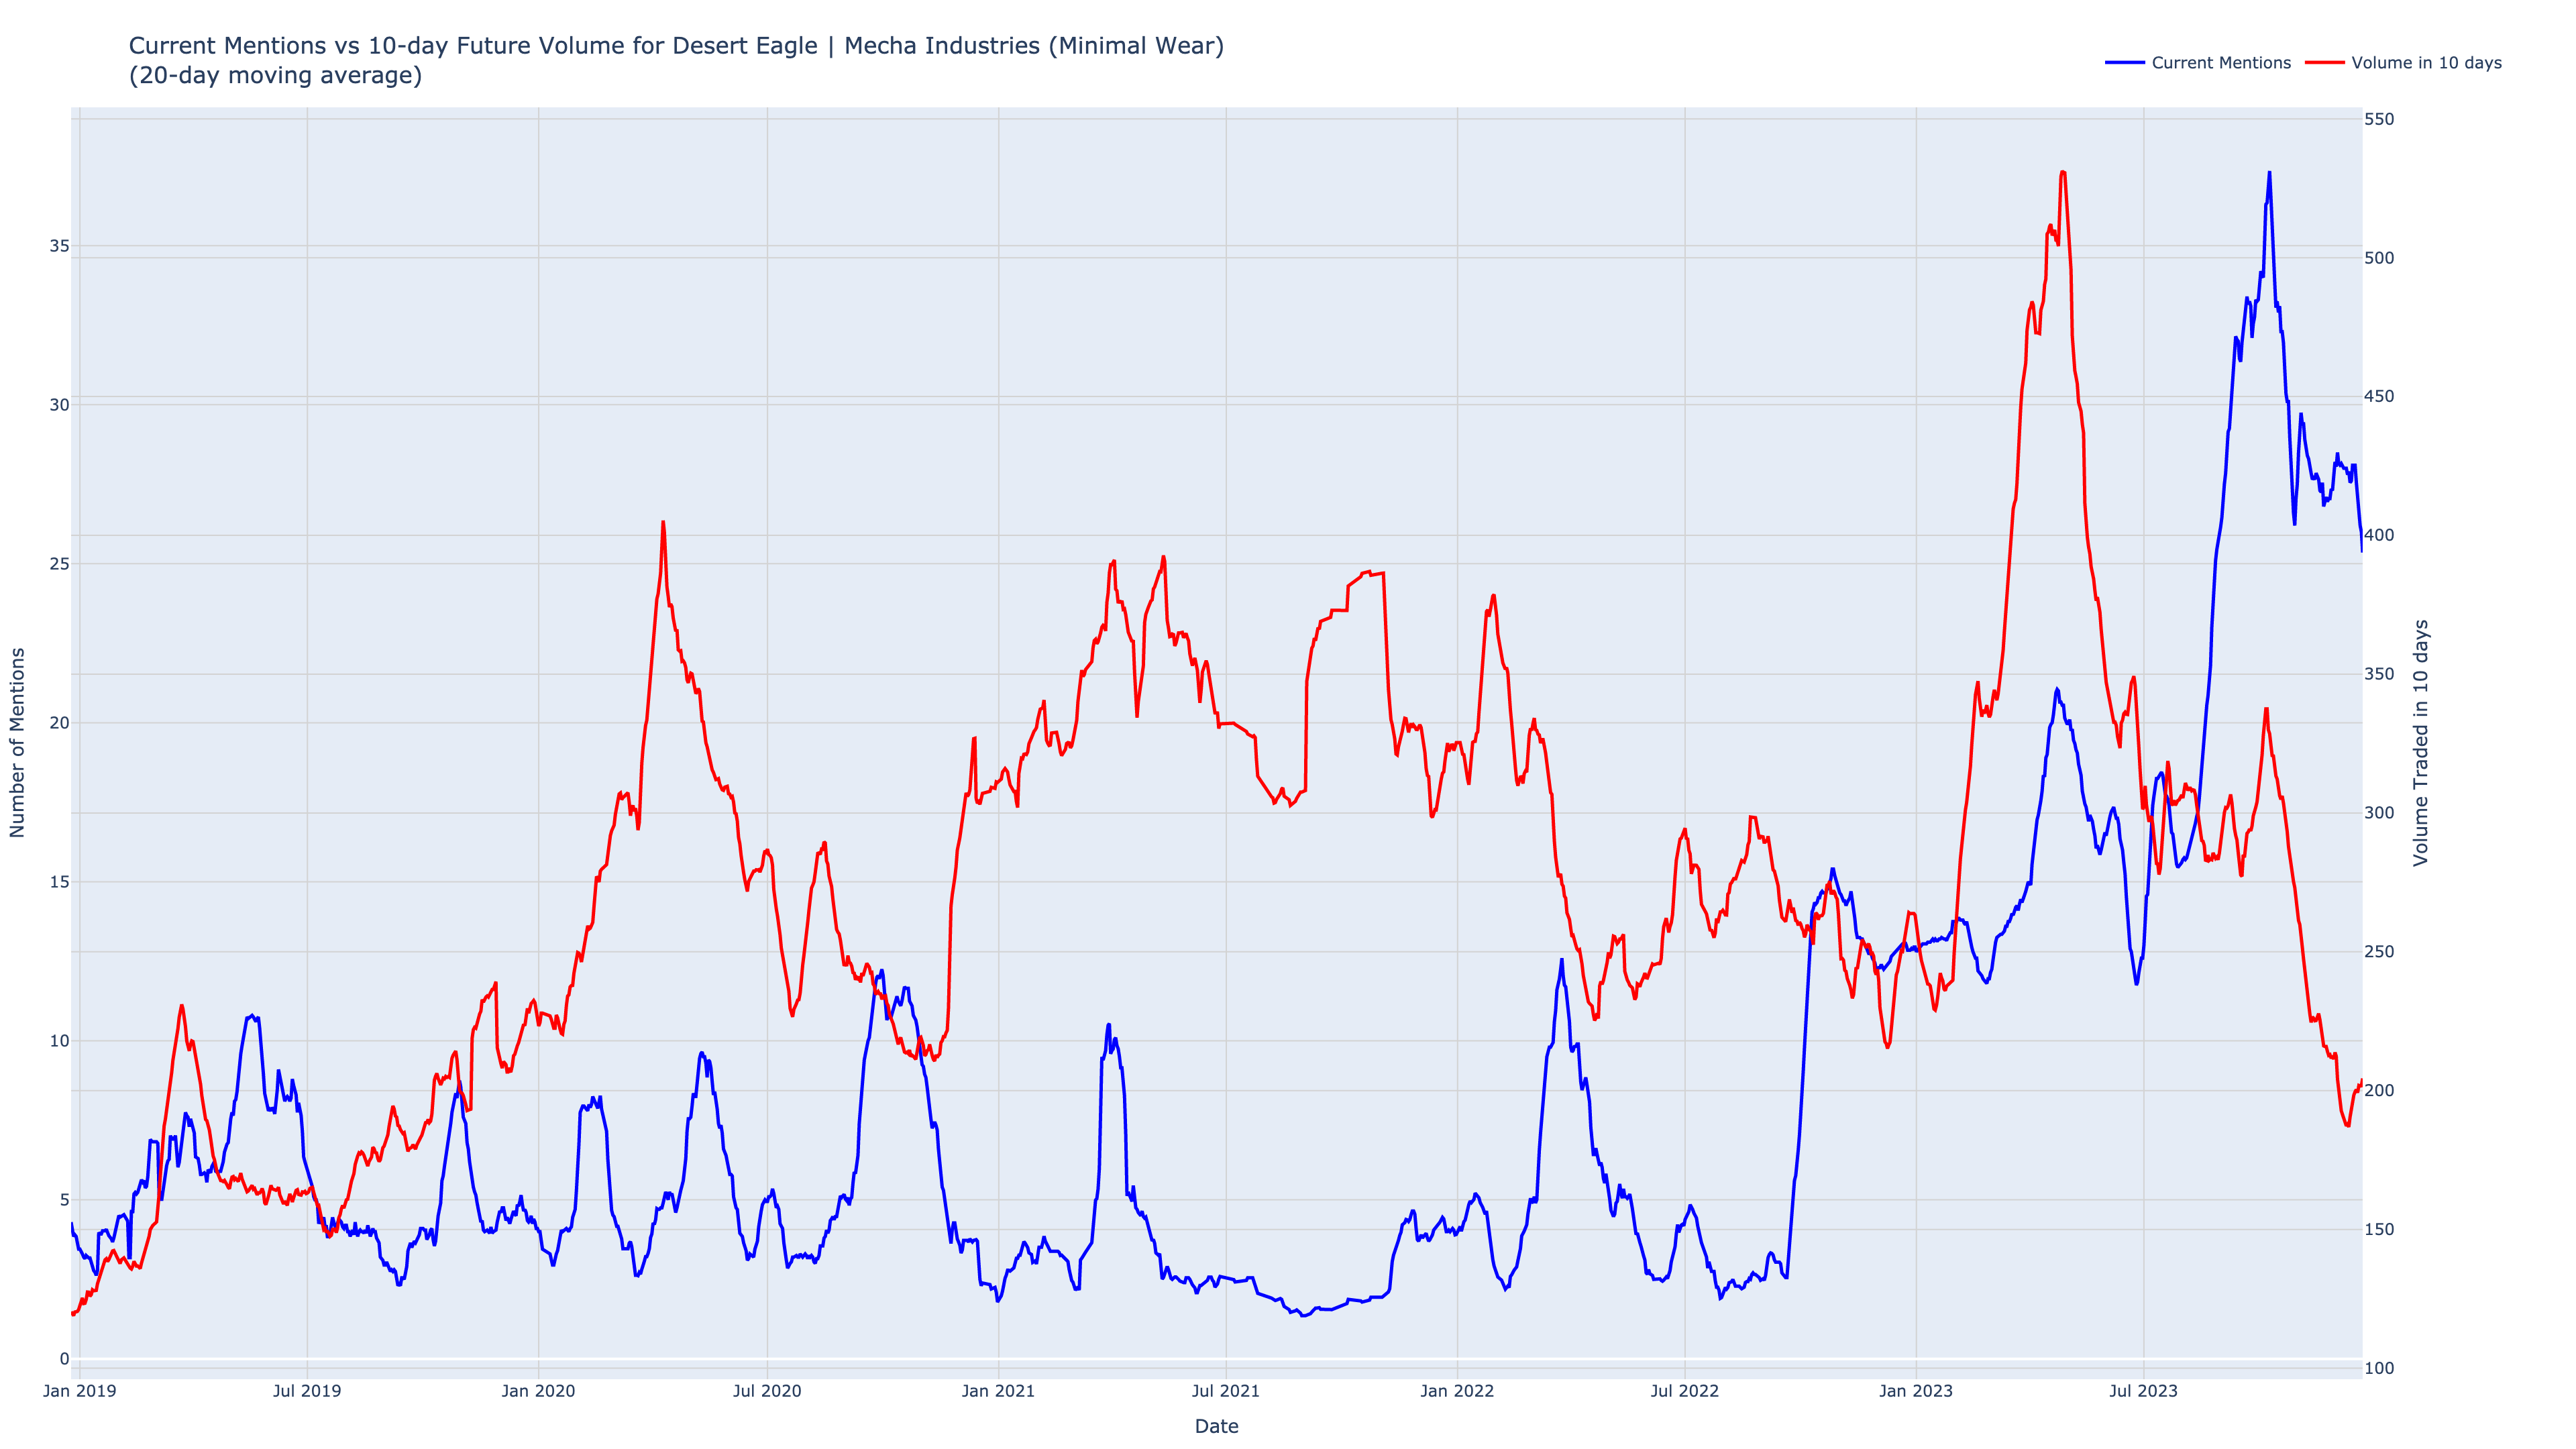 Current Mentions vs 10-day Future Volume for Desert Eagle | Mecha Industries (Minimal Wear)
(20-day moving average)
Current Mentions
Volume in 10 days
Number of Mentions
35
30
25
20
15
10
5
0
550
500
450
400
350
300
250
200
150
100
Volume Traded in 10 days
Jan 2019
Jul 2019
Jan 2020
Jul 2020
Jan 2021
Jul 2021
Jan 2022
Jul 2022
Jan 2023
Jul 2023
Date